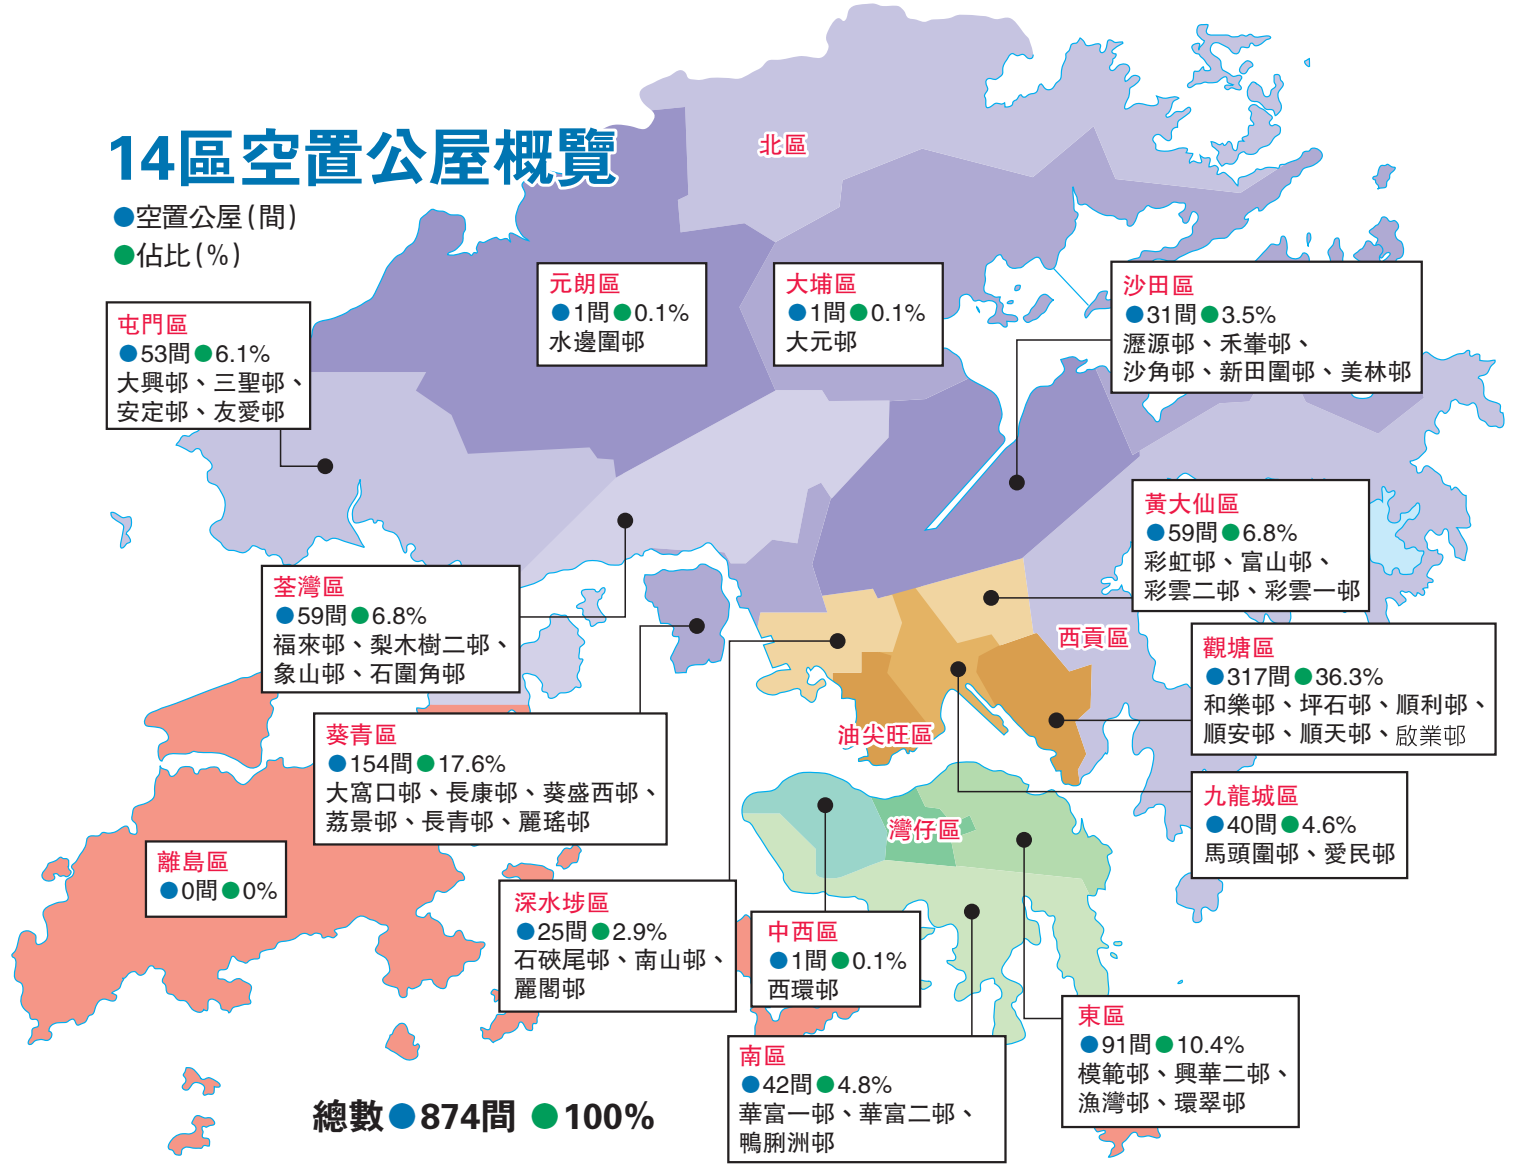 14區空置公屋概覽
空置公屋(間)
佔比(%)
北區
元朗區
1間 0.1%
水邊圍邨
大埔區
1間 0.1%
大元邨
沙田區
31間 3.5%
瀝源邨、禾輋邨、
沙角邨、新田圍邨、美林邨
屯門區
53間 6.1%
大興邨、三聖邨、
安定邨、友愛邨
黃大仙區
59間 6.8%
彩虹邨、富山邨、
彩雲二邨、彩雲一邨
荃灣區
59間 6.8%
福來邨、梨木樹二邨、
象山邨、石圍角邨
西貢區
觀塘區
317間 36.3%
和樂邨、坪石邨、順利邨、
順安邨、順天邨、啟業邨
葵青區
154間 17.6%
大窩口邨、長康邨、葵盛西邨、
荔景邨、長青邨、麗瑤邨
油尖旺區
九龍城區
40間 4.6%
馬頭圍邨、愛民邨
灣仔區
離島區
0間 0%
深水埗區
25間 2.9%
石硤尾邨、南山邨、
麗閣邨
中西區
1間 0.1%
西環邨
東區
91間 10.4%
模範邨、興華二邨、
漁灣邨、環翠邨
南區
42間 4.8%
華富一邨、華富二邨、
鴨脷洲邨
總數 874間 100%